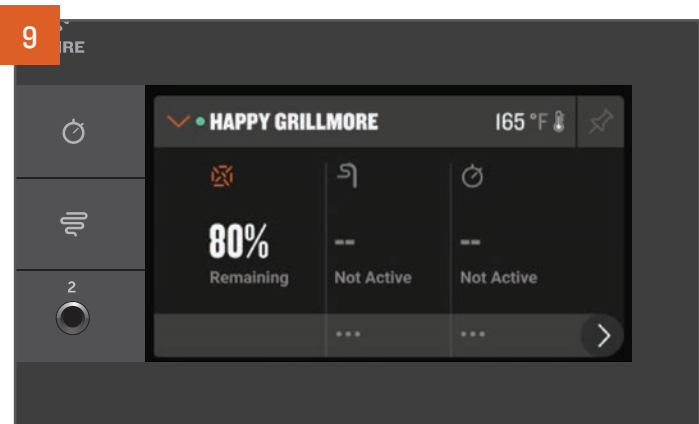 9
RE
HAPPY GRILLMORE 165 °F
80% -- --
Remaining Not Active Not Active
2